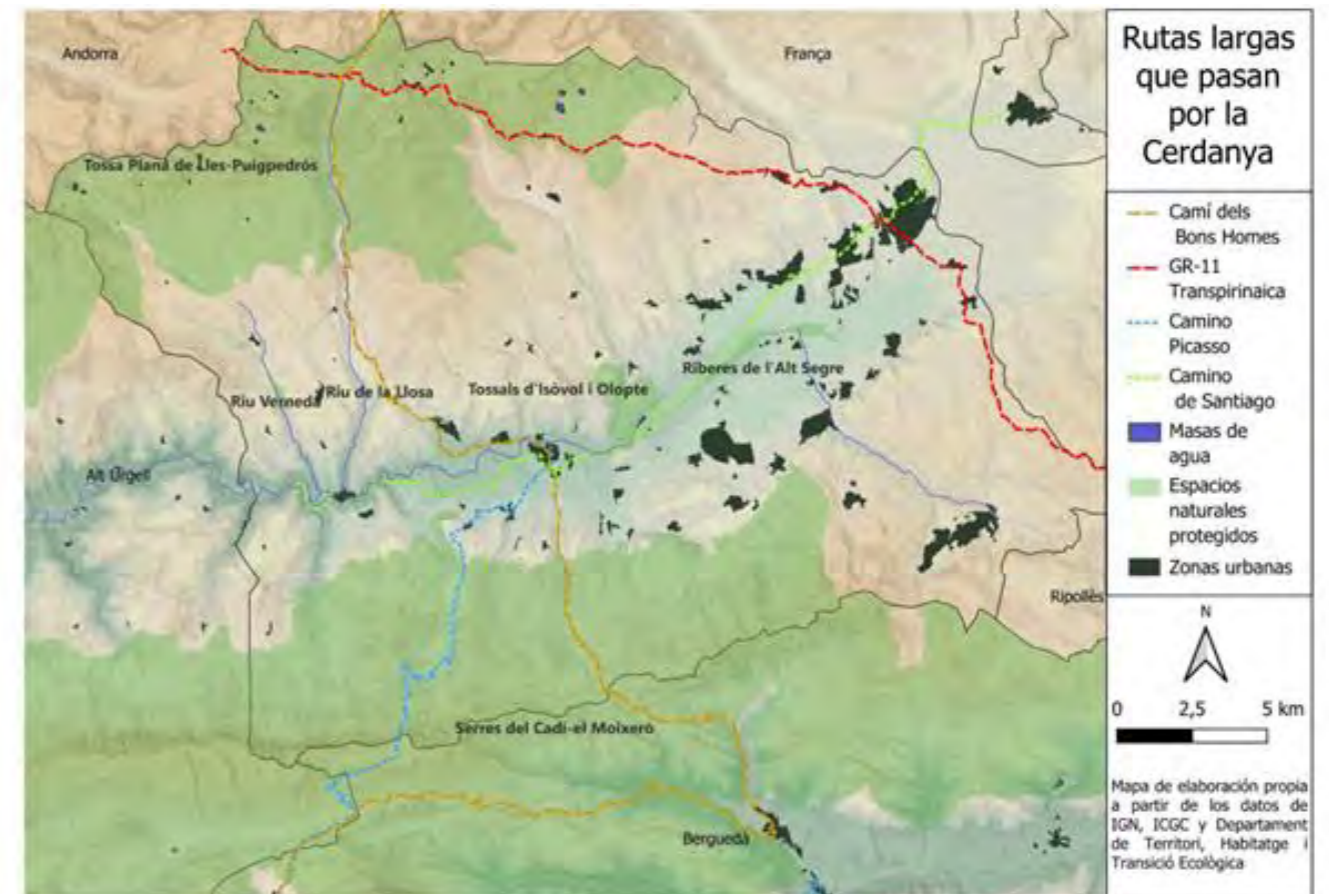 Rutas largas
que pasan
por la
Cerdanya
Camí dels
Bons Homes
GR-11
Transpirinaica
Camino
Picasso
Camino
de Santiago
Masas de
agua
Espacios
naturales
protegidos
Zonas urbanas
N
0 2,5 5 km
Mapa de elaboración propia
a partir de los datos de
IGN, ICGC y Departament
de Territori, Habitatge i
Transició Ecològica
Andorra
França
Tossa Plana de Lles-Puigpedrós
Riu Verneda
Riu de la Llosa
Tossals d'Isòvol i Olopte
Riberes de l'Alt Segre
Alt Urgell
Ripollès
Serres del Cadí-el Moixeró
Berguedà